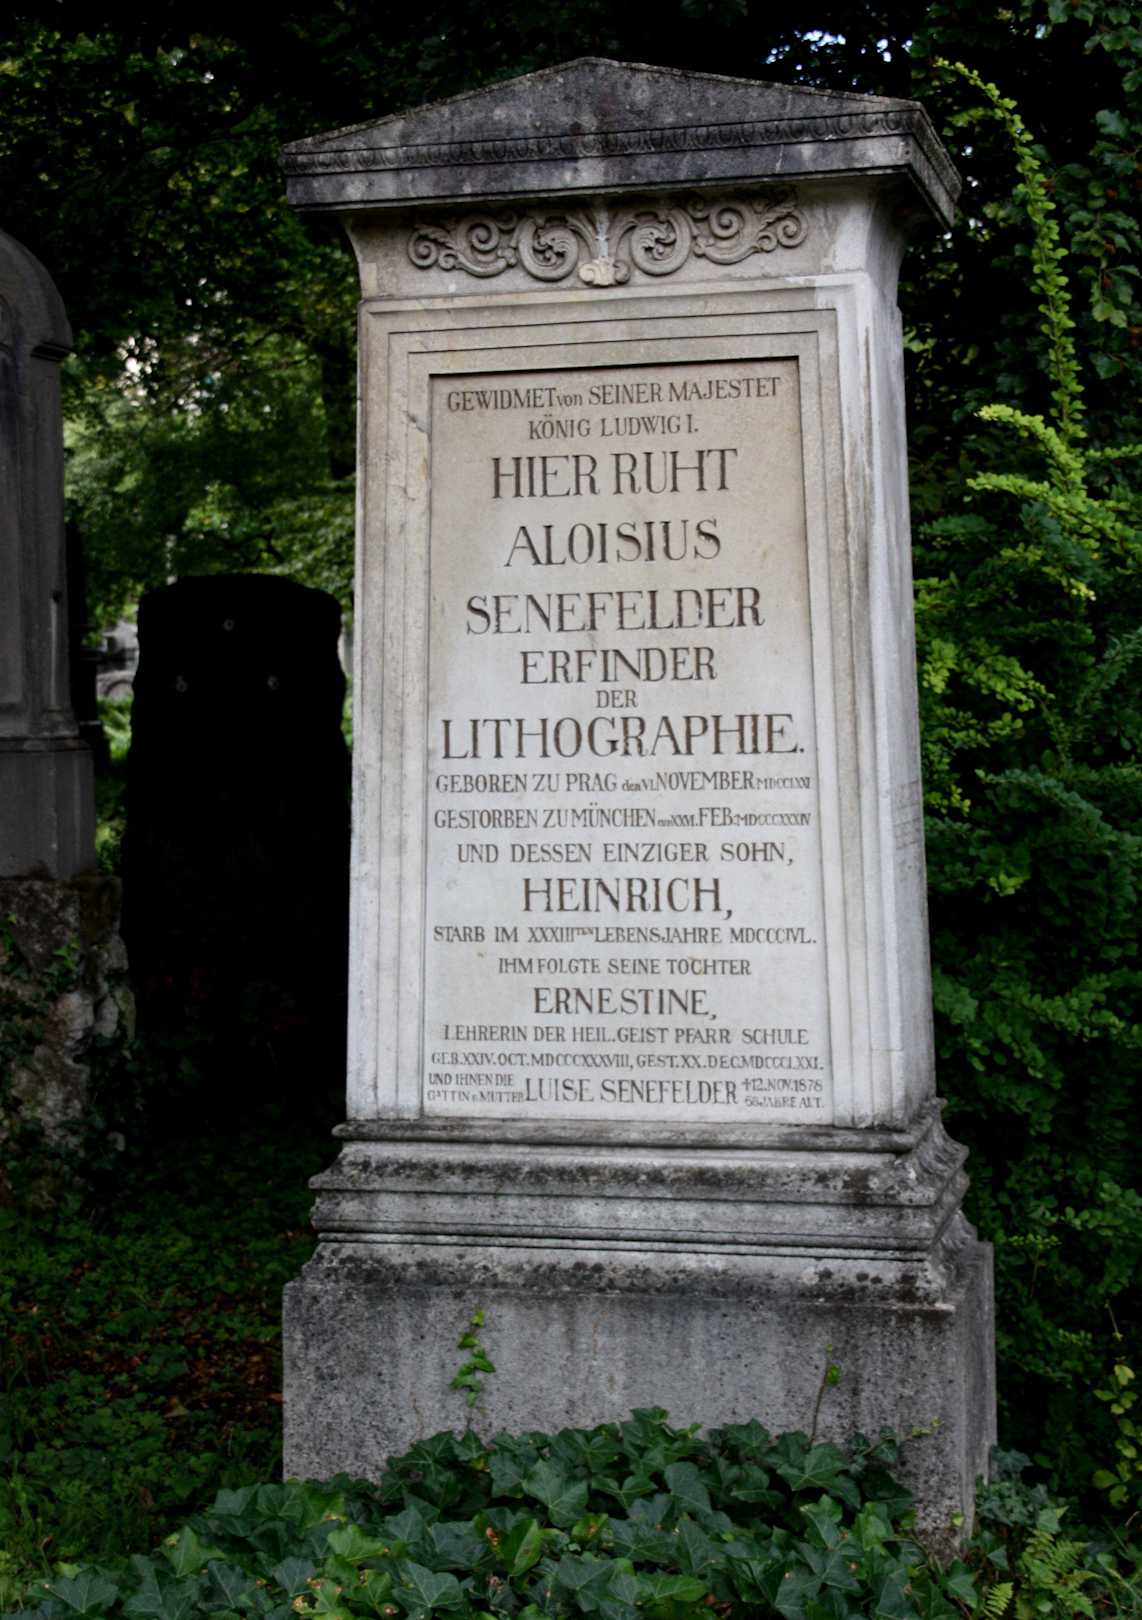 GEWIDMET von SEINER MAJESTET
KÖNIG LUDWIG I.
HIER RUHT
ALOISIUS
SENEFELDER
ERFINDER
DER
LITHOGRAPHIE.
GEBOREN ZU PRAG den VI. NOVEMBER MDCCLXXI
GESTORBEN ZU MÜNCHEN den XXVI. FEB: MDCCCXXXIV
UND DESSEN EINZIGER SOHN,
HEINRICH,
STARB IM XXXIIITEN LEBENSJAHRE MDCCCIVL.
IHM FOLGTE SEINE TOCHTER
ERNESTINE,
LEHRERIN DER HEIL. GEIST PFARR SCHULE
GEB. XXIV. OCT. MDCCCXXXVIII, GEST. XX. DEC. MDCCCLXXI.
UND IHNEN DIE
GATTIN u. MUTTER LUISE SENEFELDER † 12. NOV. 1878
68 JAHRE ALT.